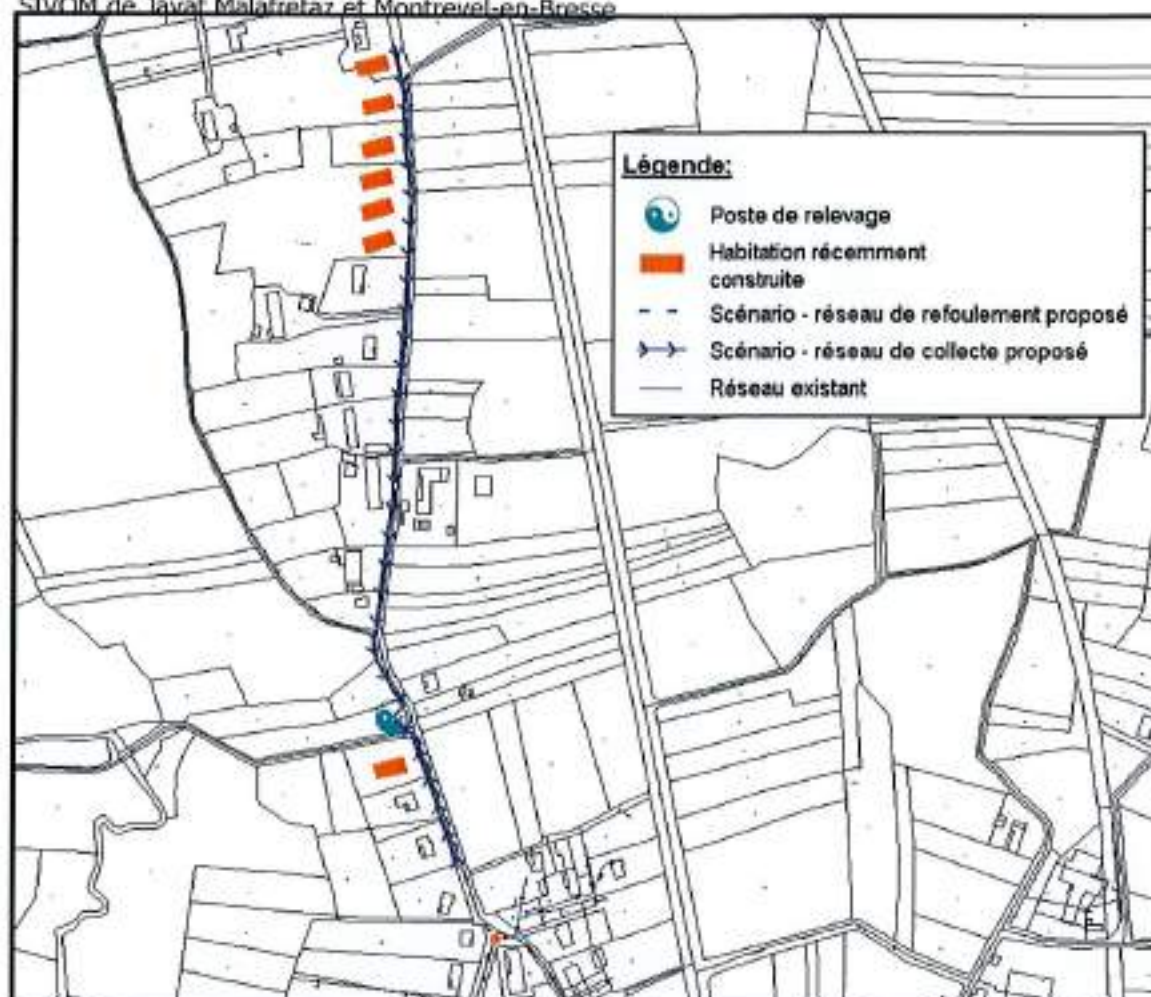 SIVOM de Jayat Malafretaz et Montrevel-en-Bresse
Légende:
Poste de relevage
Habitation récemment
construite
Scénario - réseau de refoulement proposé
Scénario - réseau de collecte proposé
Réseau existant